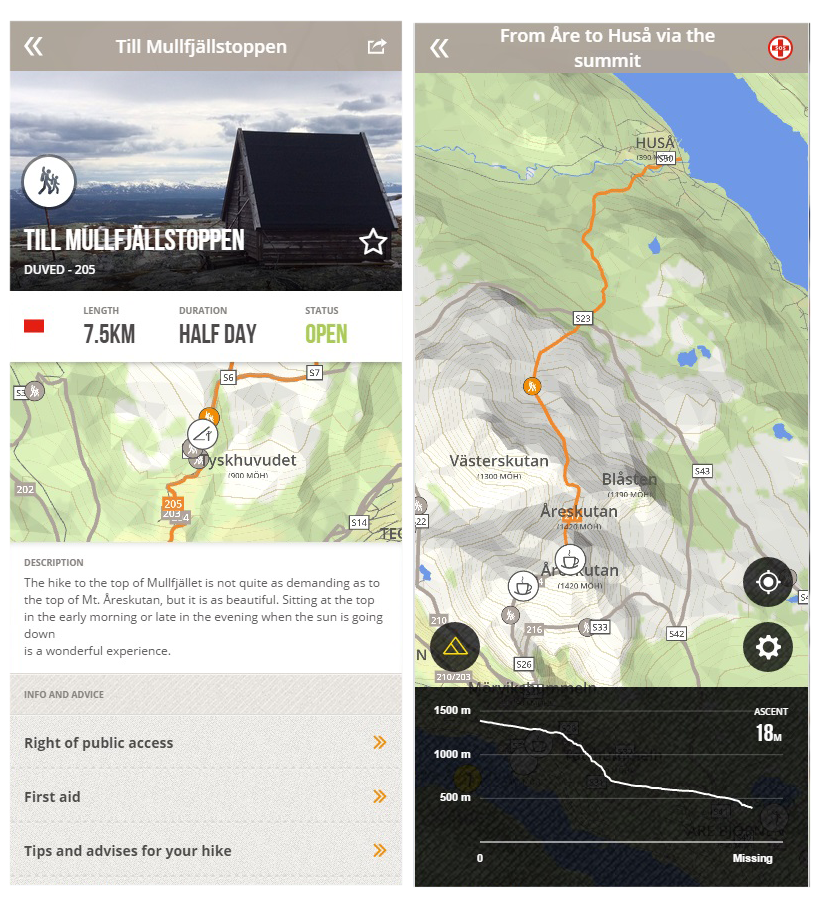 Till Mullfjällstoppen
TILL MULLFJÄLLSTOPPEN
DUVED - 205
LENGTH
7.5KM
DURATION
HALF DAY
STATUS
OPEN
S6
S7
S3
Tyskhuvudet
(900 MÖH)
202
205
203
S14
DESCRIPTION
The hike to the top of Mullfjället is not quite as demanding as to
the top of Mt. Åreskutan, but it is as beautiful. Sitting at the top
in the early morning or late in the evening when the sun is going
down
is a wonderful experience.
INFO AND ADVICE
Right of public access
First aid
Tips and advises for your hike
From Åre to Huså via the
summit
SOS
HUSÅ
S30
S23
S43
Västerskutan
(1300 MÖH)
Blåsten
(1190 MÖH)
Åreskutan
(1420 MÖH)
Åreskutan
(1420 MÖH)
22
210
216
S33
S42
N
S26
210/203
1500 m
1000 m
500 m
ASCENT
18M
0
Missing